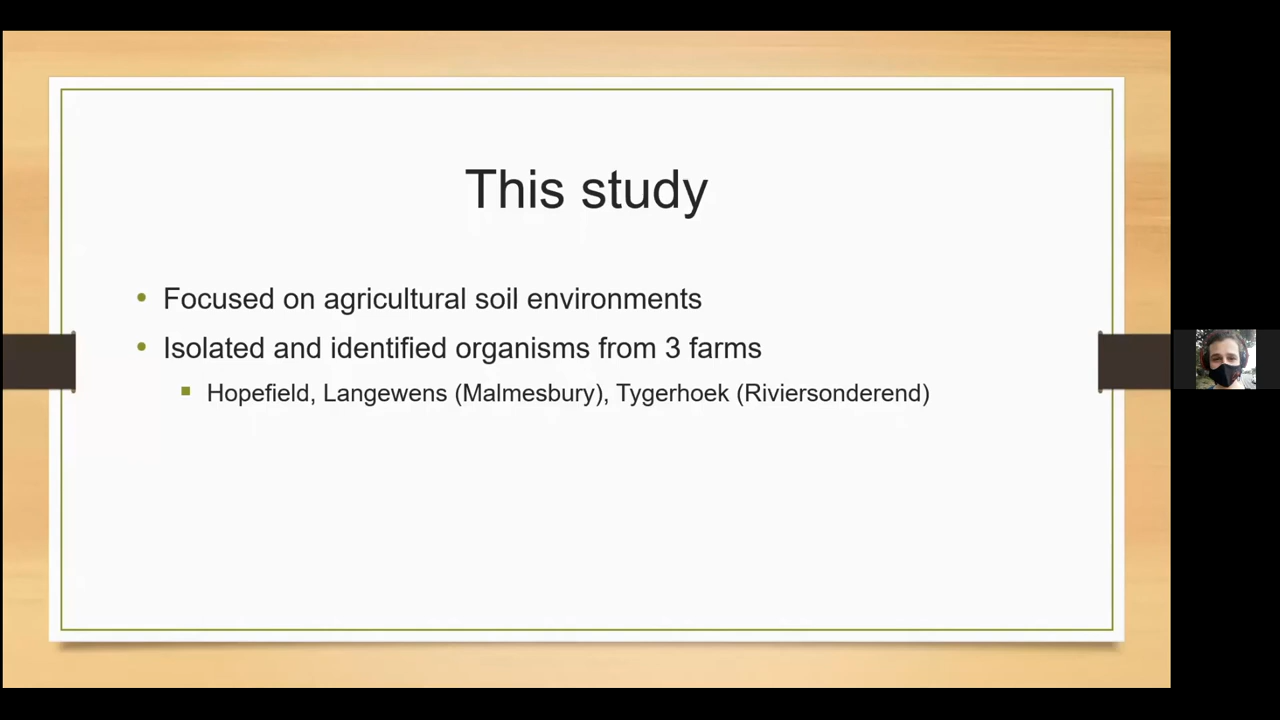 This study
• Focused on agricultural soil environments
• Isolated and identified organisms from 3 farms
▪ Hopefield, Langewens (Malmesbury), Tygerhoek (Riviersonderend)